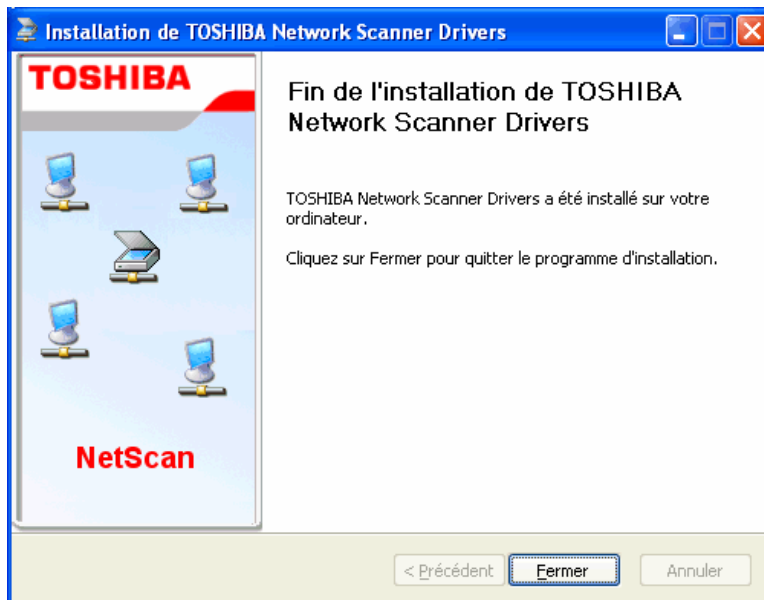 Installation de TOSHIBA Network Scanner Drivers
TOSHIBA
Fin de l'installation de TOSHIBA
Network Scanner Drivers
TOSHIBA Network Scanner Drivers a été installé sur votre
ordinateur.
Cliquez sur Fermer pour quitter le programme d'installation.
NetScan
< Précédent
Fermer
Annuler